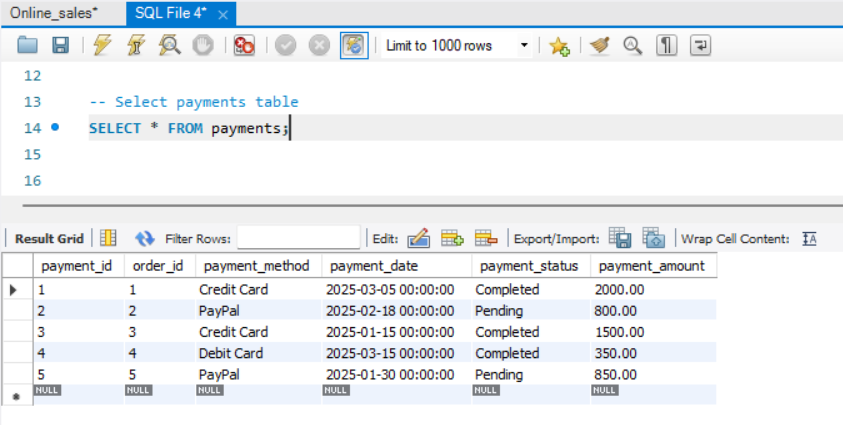 Online_sales* SQL File 4*
Limit to 1000 rows
12
13 -- Select payments table
14 SELECT * FROM payments;
15
16
Result Grid Filter Rows: Edit: Export/Import: Wrap Cell Content:
payment_id order_id payment_method payment_date payment_status payment_amount
1 1 Credit Card 2025-03-05 00:00:00 Completed 2000.00
2 2 PayPal 2025-02-18 00:00:00 Pending 800.00
3 3 Credit Card 2025-01-15 00:00:00 Completed 1500.00
4 4 Debit Card 2025-03-15 00:00:00 Completed 350.00
5 5 PayPal 2025-01-30 00:00:00 Pending 850.00
NULL NULL NULL NULL NULL NULL